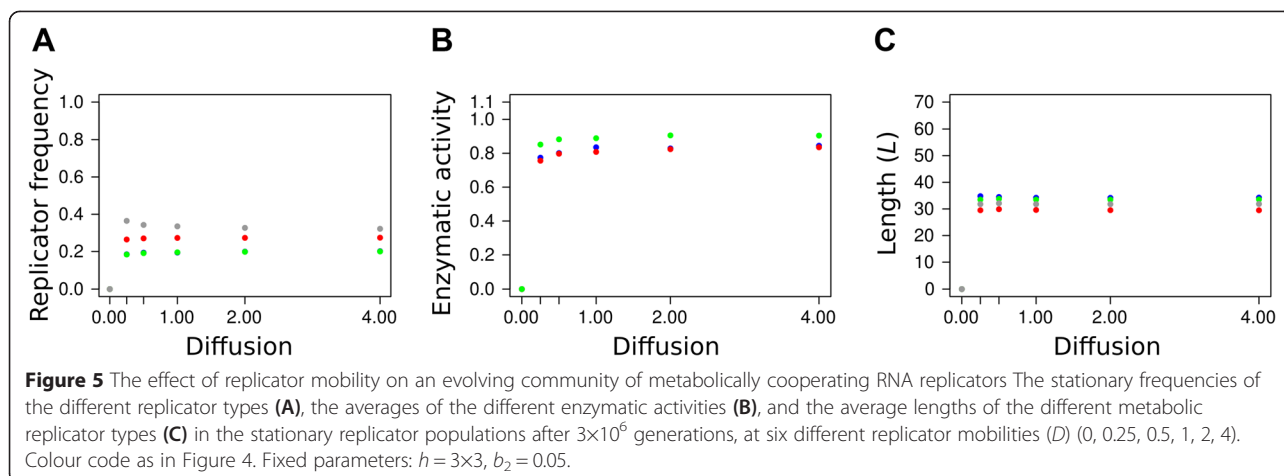 A
B
C
Replicator frequency
1.0
0.8
0.6
0.4
0.2
0.0
0.00
1.00
2.00
4.00
Diffusion
Enzymatic activity
1.1
1.0
0.8
0.6
0.4
0.2
0.0
0.00
1.00
2.00
4.00
Diffusion
Length (L)
70
60
50
40
30
20
10
0
0.00
1.00
2.00
4.00
Diffusion
Figure 5 The effect of replicator mobility on an evolving community of metabolically cooperating RNA replicators The stationary frequencies of
the different replicator types (A), the averages of the different enzymatic activities (B), and the average lengths of the different metabolic
replicator types (C) in the stationary replicator populations after 3×10⁶ generations, at six different replicator mobilities (D) (0, 0.25, 0.5, 1, 2, 4).
Colour code as in Figure 4. Fixed parameters: h = 3×3, b₂ = 0.05.